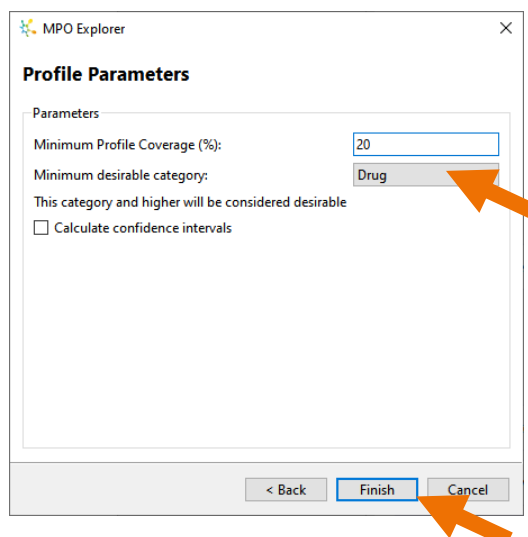 MPO Explorer
Profile Parameters
Parameters
Minimum Profile Coverage (%): 20
Minimum desirable category: Drug
This category and higher will be considered desirable
Calculate confidence intervals
< Back Finish Cancel